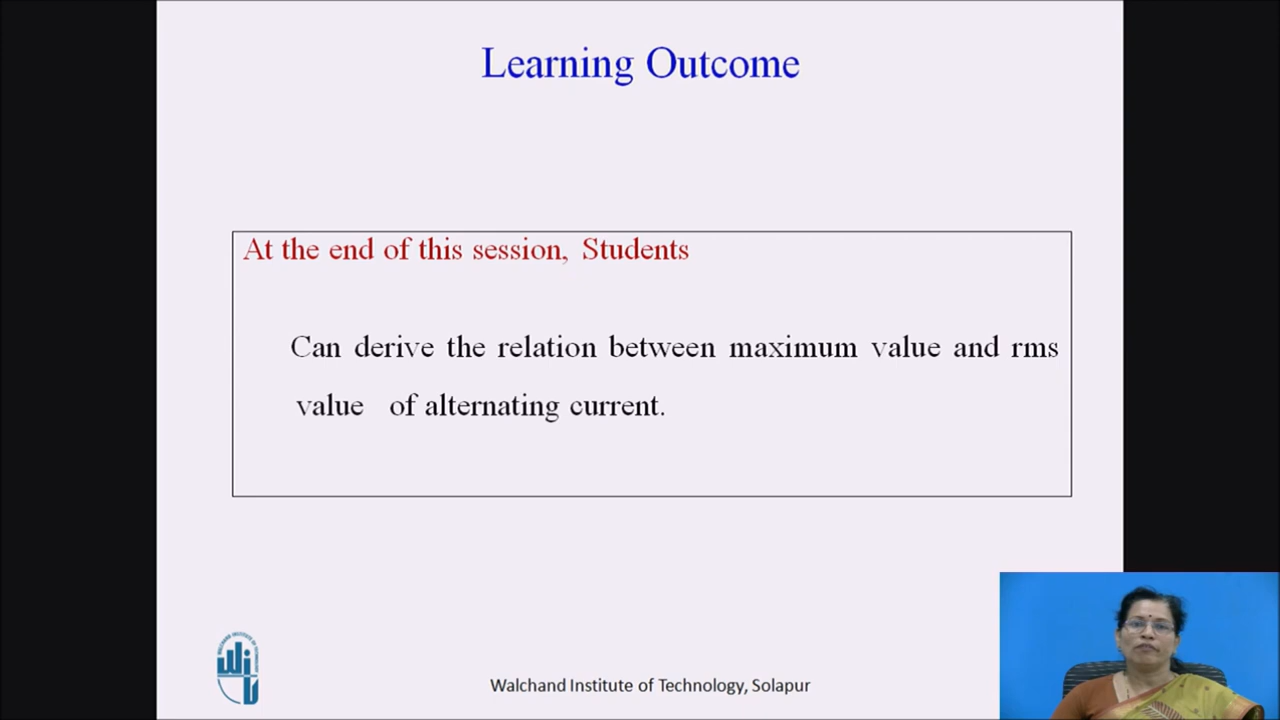 Learning Outcome
At the end of this session, Students
Can derive the relation between maximum value and rms
value of alternating current.
Walchand Institute of Technology, Solapur